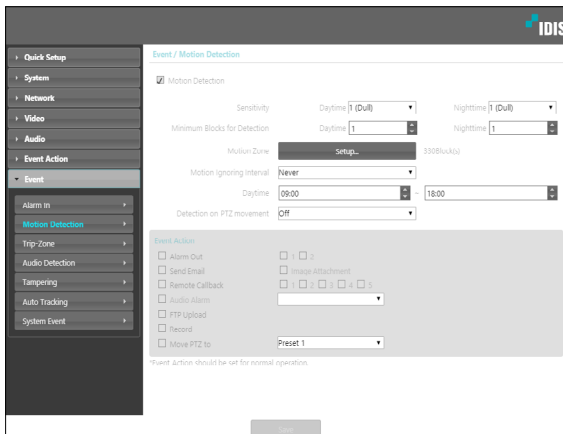 IDIS
Quick Setup
System
Network
Video
Audio
Event Action
Event
Alarm In
Motion Detection
Trip-Zone
Audio Detection
Tampering
Auto Tracking
System Event
Event / Motion Detection
Motion Detection
Sensitivity Daytime 1 (Dull) Nighttime 1 (Dull)
Minimum Blocks for Detection Daytime 1 Nighttime 1
Motion Zone Setup... 330Block(s)
Motion Ignoring Interval Never
Daytime 09:00 ~ 18:00
Detection on PTZ movement Off
Event Action
Alarm Out 1 2
Send Email Image Attachment
Remote Callback 1 2 3 4 5
Audio Alarm
FTP Upload
Record
Move PTZ to Preset 1
*Event Action should be set for normal operation.
Save